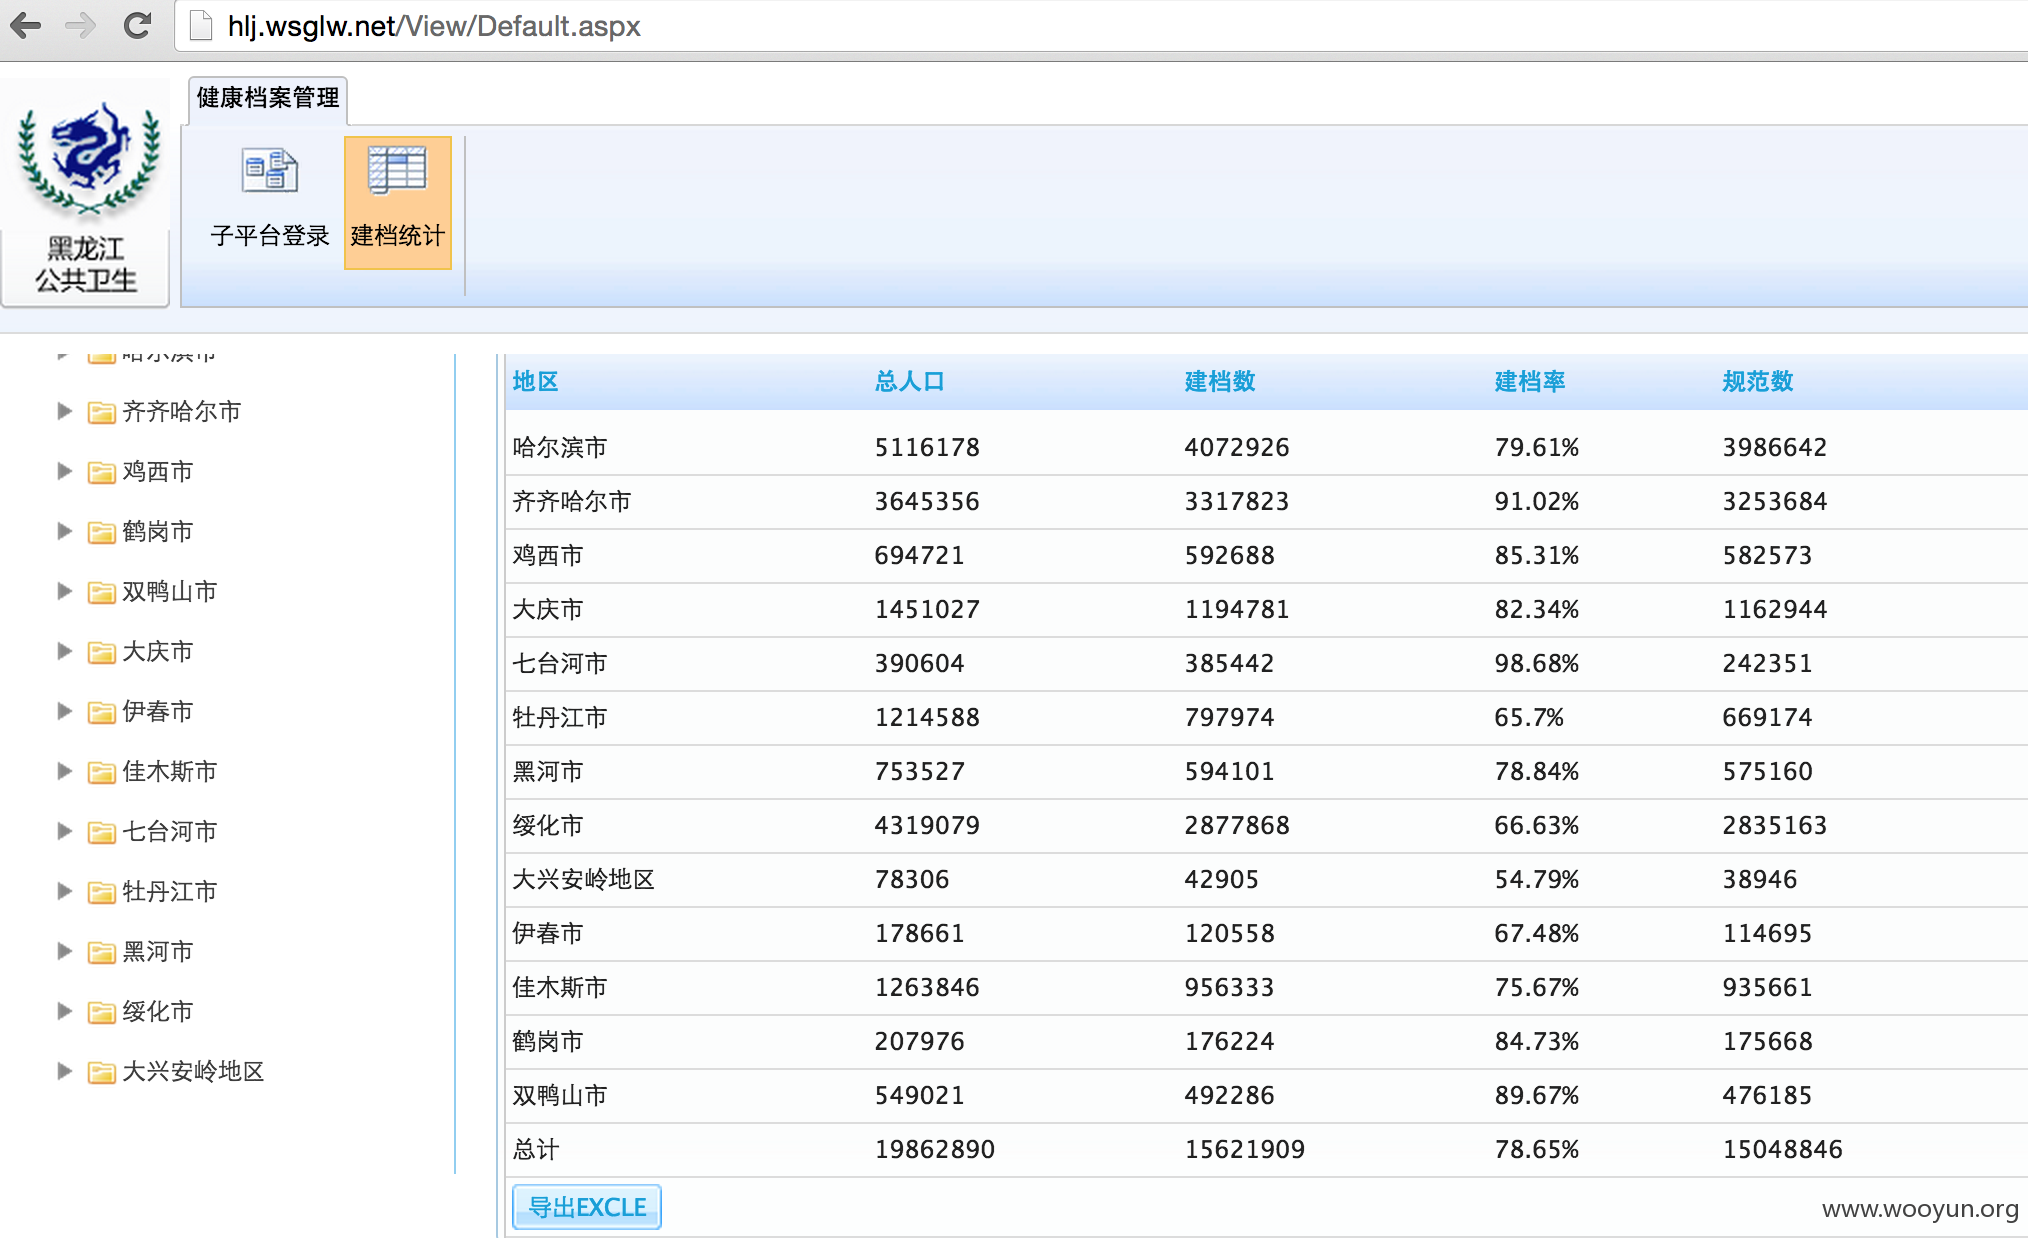 hlj.wsglw.net/View/Default.aspx
健康档案管理
子平台登录
建档统计
黑龙江
公共卫生
哈尔滨市
齐齐哈尔市
鸡西市
鹤岗市
双鸭山市
大庆市
伊春市
佳木斯市
七台河市
牡丹江市
黑河市
绥化市
大兴安岭地区
地区 总人口 建档数 建档率 规范数
哈尔滨市 5116178 4072926 79.61% 3986642
齐齐哈尔市 3645356 3317823 91.02% 3253684
鸡西市 694721 592688 85.31% 582573
大庆市 1451027 1194781 82.34% 1162944
七台河市 390604 385442 98.68% 242351
牡丹江市 1214588 797974 65.7% 669174
黑河市 753527 594101 78.84% 575160
绥化市 4319079 2877868 66.63% 2835163
大兴安岭地区 78306 42905 54.79% 38946
伊春市 178661 120558 67.48% 114695
佳木斯市 1263846 956333 75.67% 935661
鹤岗市 207976 176224 84.73% 175668
双鸭山市 549021 492286 89.67% 476185
总计 19862890 15621909 78.65% 15048846
导出EXCLE
www.wooyun.org